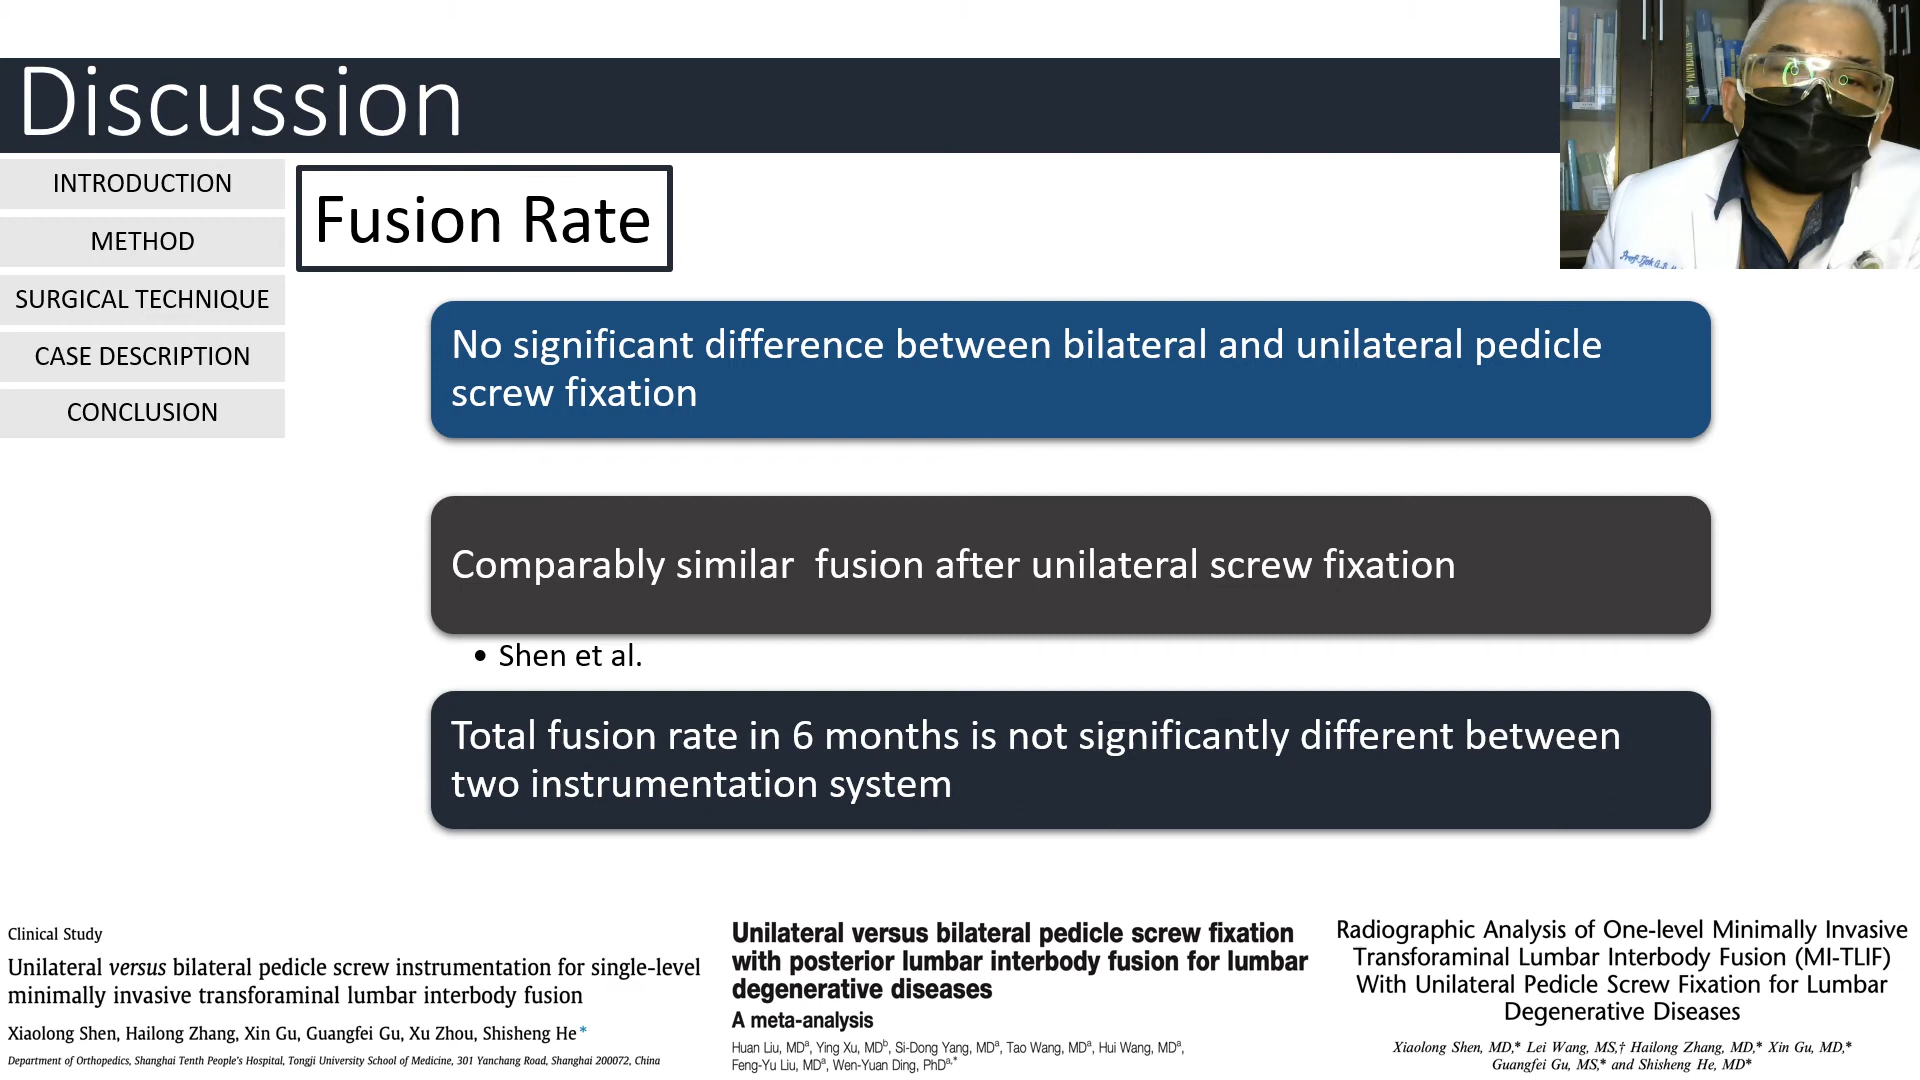 Discussion
INTRODUCTION
METHOD
SURGICAL TECHNIQUE
CASE DESCRIPTION
CONCLUSION
Fusion Rate
No significant difference between bilateral and unilateral pedicle
screw fixation
Comparably similar fusion after unilateral screw fixation
• Shen et al.
Total fusion rate in 6 months is not significantly different between
two instrumentation system
Clinical Study
Unilateral versus bilateral pedicle screw instrumentation for single-level
minimally invasive transforaminal lumbar interbody fusion
Xiaolong Shen, Hailong Zhang, Xin Gu, Guangfei Gu, Xu Zhou, Shisheng He*
Department of Orthopedics, Shanghai Tenth People's Hospital, Tongji University School of Medicine, 301 Yanchang Road, Shanghai 200072, China
Unilateral versus bilateral pedicle screw fixation
with posterior lumbar interbody fusion for lumbar
degenerative diseases
A meta-analysis
Huan Liu, MDᵃ, Ying Xu, MDᵇ, Si-Dong Yang, MDᵃ, Tao Wang, MDᵃ, Hui Wang, MDᵃ,
Feng-Yu Liu, MDᵃ, Wen-Yuan Ding, PhDᵃ,*
Radiographic Analysis of One-level Minimally Invasive
Transforaminal Lumbar Interbody Fusion (MI-TLIF)
With Unilateral Pedicle Screw Fixation for Lumbar
Degenerative Diseases
Xiaolong Shen, MD,* Lei Wang, MS,† Hailong Zhang, MD,* Xin Gu, MD,*
Guangfei Gu, MS,* and Shisheng He, MD*